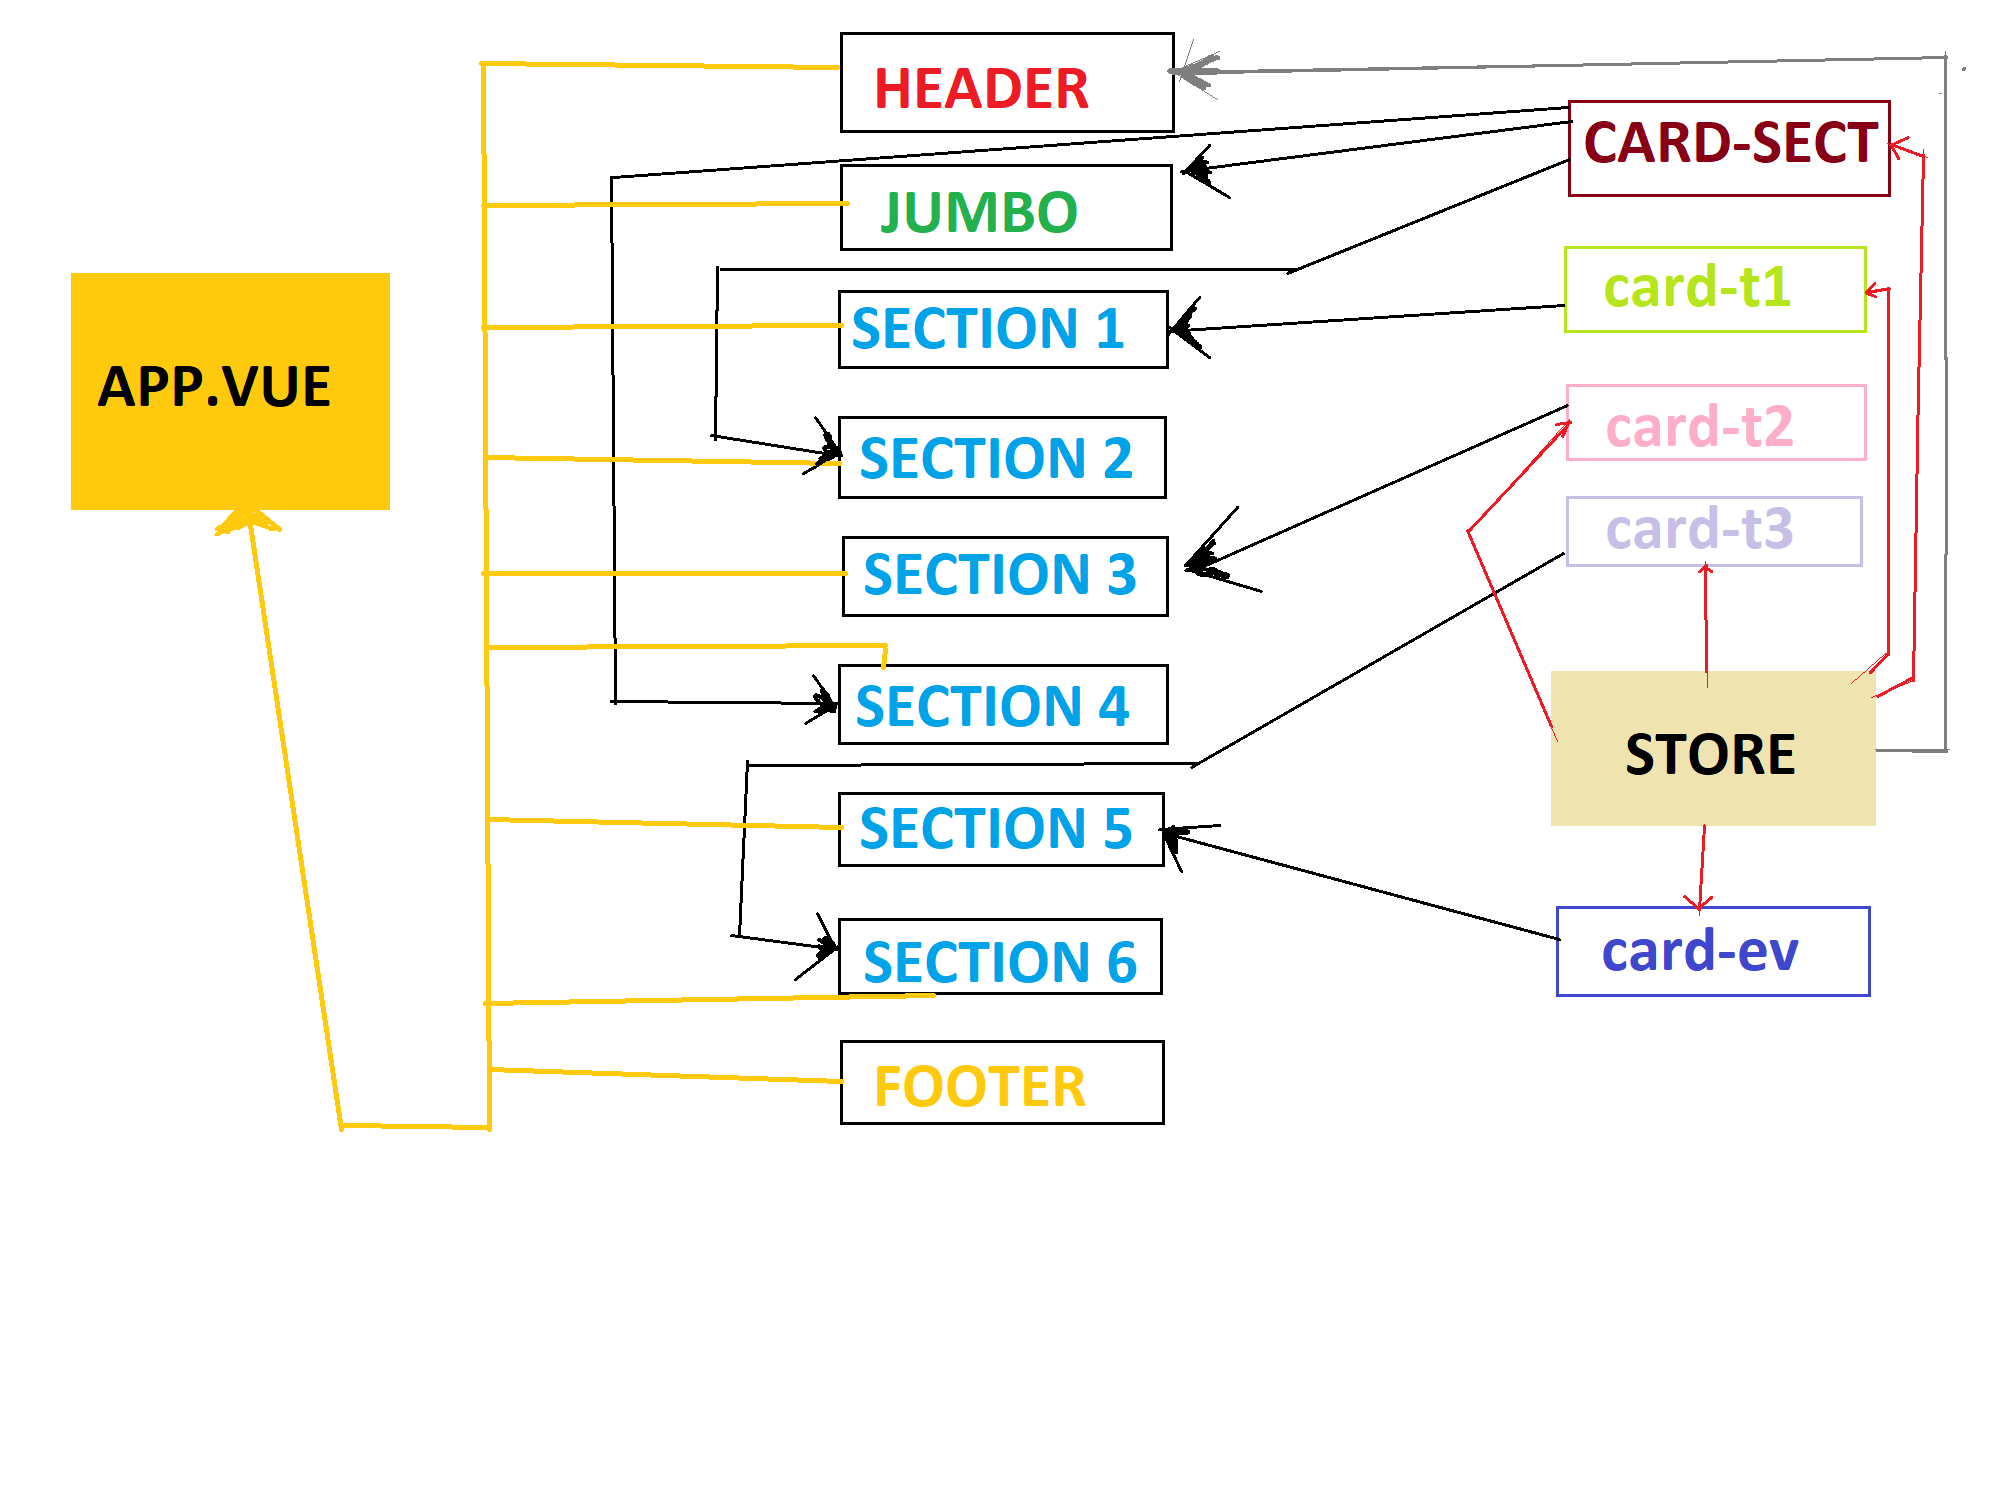 HEADER
CARD-SECT
JUMBO
card-t1
SECTION 1
APP.VUE
card-t2
SECTION 2
card-t3
SECTION 3
SECTION 4
STORE
SECTION 5
card-ev
SECTION 6
FOOTER